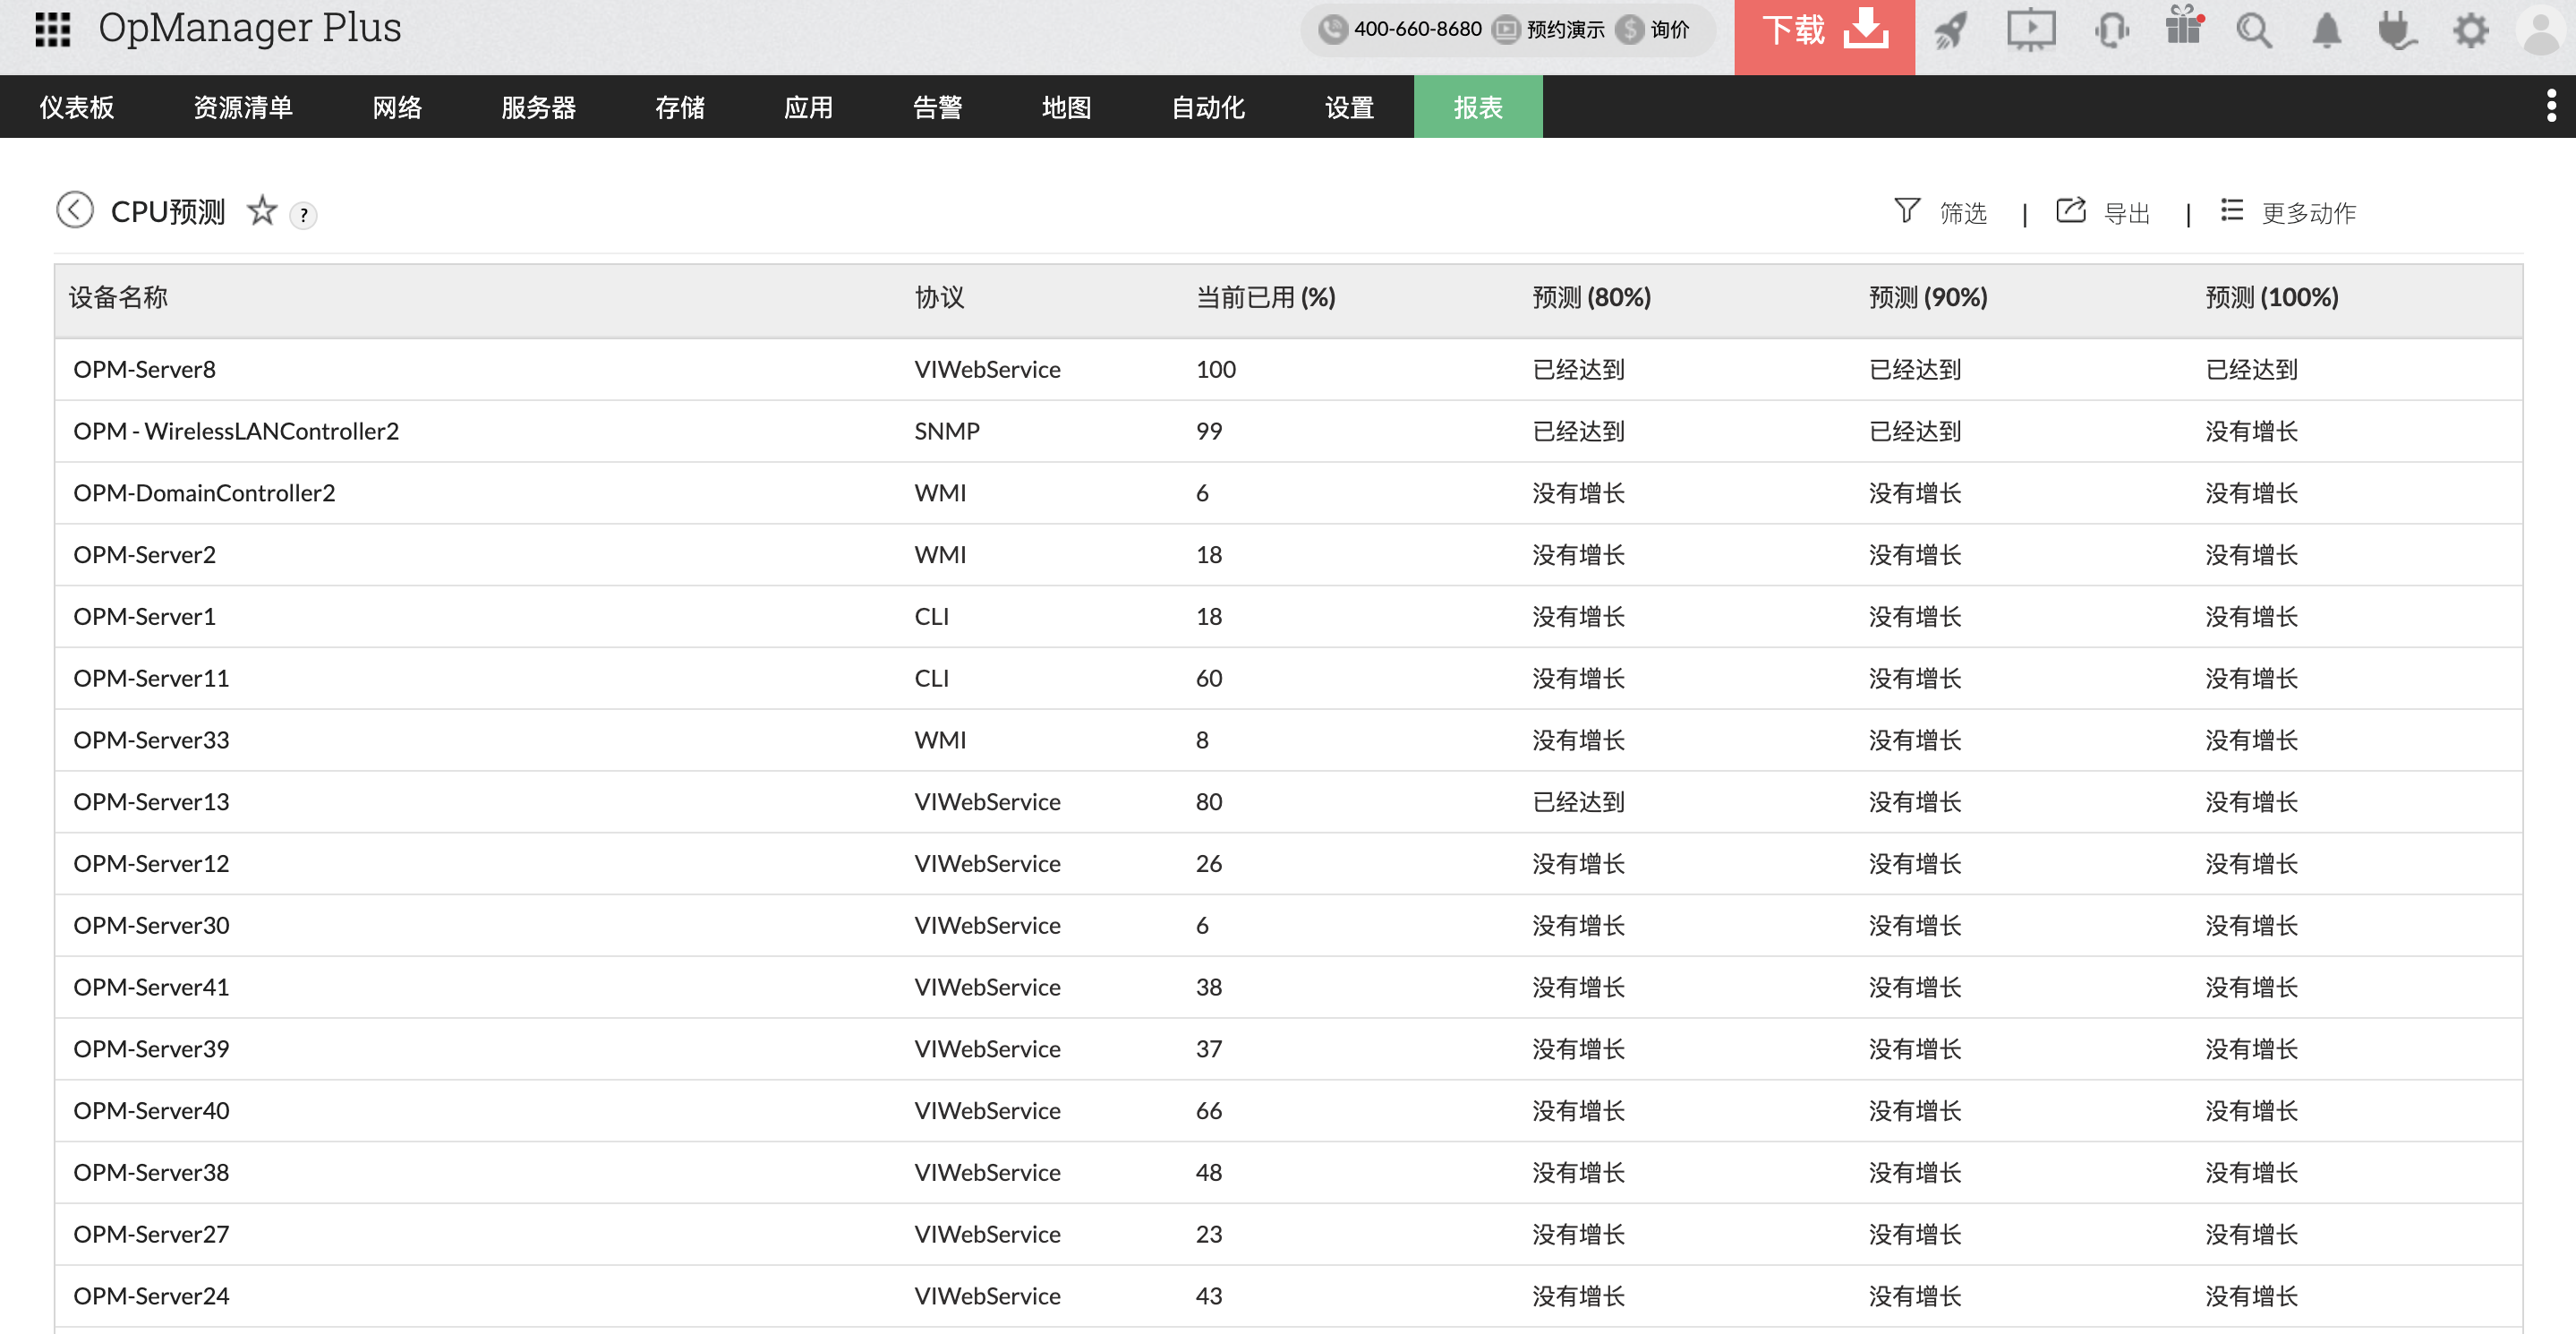 OpManager Plus 400-660-8680 预约演示 询价 下载
仪表板 资源清单 网络 服务器 存储 应用 告警 地图 自动化 设置 报表
CPU预测 ? 筛选 | 导出 | 更多动作
设备名称 协议 当前已用 (%) 预测 (80%) 预测 (90%) 预测 (100%)
OPM-Server8 VIWebService 100 已经达到 已经达到 已经达到
OPM - WirelessLANController2 SNMP 99 已经达到 已经达到 没有增长
OPM-DomainController2 WMI 6 没有增长 没有增长 没有增长
OPM-Server2 WMI 18 没有增长 没有增长 没有增长
OPM-Server1 CLI 18 没有增长 没有增长 没有增长
OPM-Server11 CLI 60 没有增长 没有增长 没有增长
OPM-Server33 WMI 8 没有增长 没有增长 没有增长
OPM-Server13 VIWebService 80 已经达到 没有增长 没有增长
OPM-Server12 VIWebService 26 没有增长 没有增长 没有增长
OPM-Server30 VIWebService 6 没有增长 没有增长 没有增长
OPM-Server41 VIWebService 38 没有增长 没有增长 没有增长
OPM-Server39 VIWebService 37 没有增长 没有增长 没有增长
OPM-Server40 VIWebService 66 没有增长 没有增长 没有增长
OPM-Server38 VIWebService 48 没有增长 没有增长 没有增长
OPM-Server27 VIWebService 23 没有增长 没有增长 没有增长
OPM-Server24 VIWebService 43 没有增长 没有增长 没有增长